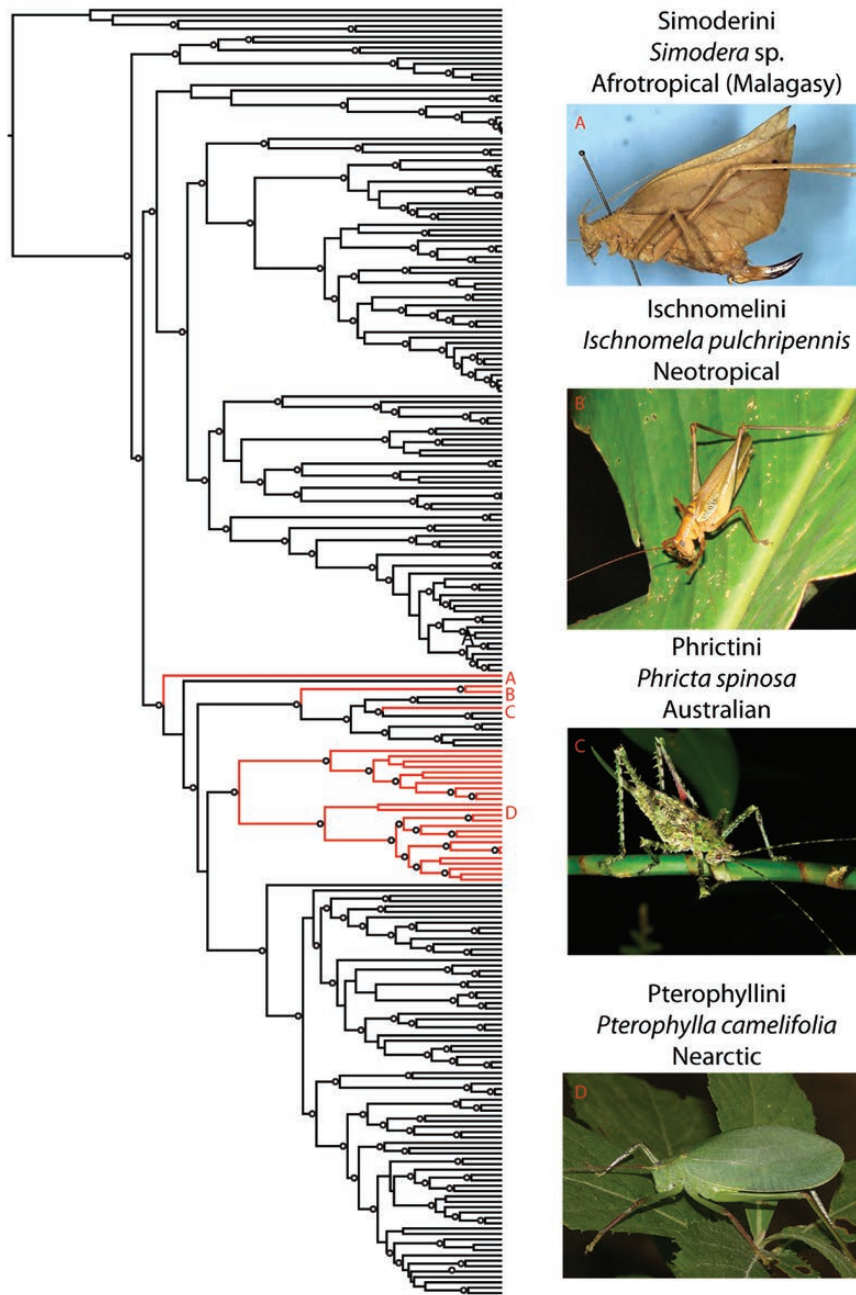 Simoderini
Simodera sp.
Afrotropical (Malagasy)
A
Ischnomelini
Ischnomela pulchripennis
Neotropical
B
Phrictini
Phricta spinosa
Australian
C
Pterophyllini
Pterophylla camelifolia
Nearctic
D
A
A
B
C
D